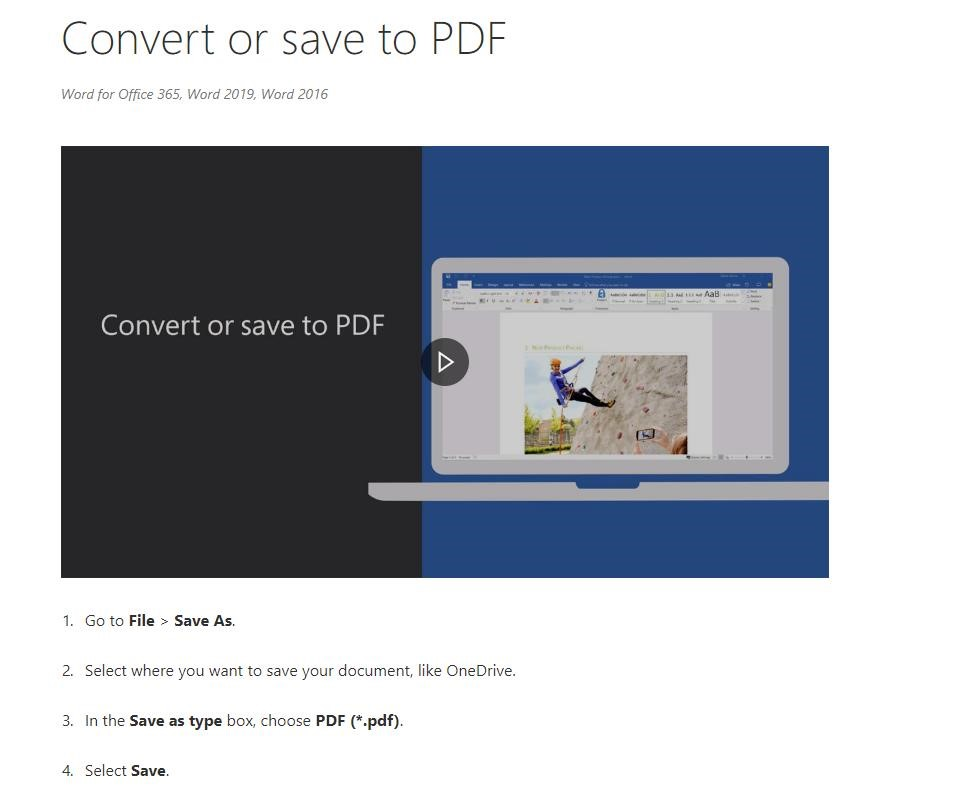 Convert or save to PDF
Word for Office 365, Word 2019, Word 2016
Convert or save to PDF
AaB
1. Go to File > Save As.
2. Select where you want to save your document, like OneDrive.
3. In the Save as type box, choose PDF (*.pdf).
4. Select Save.